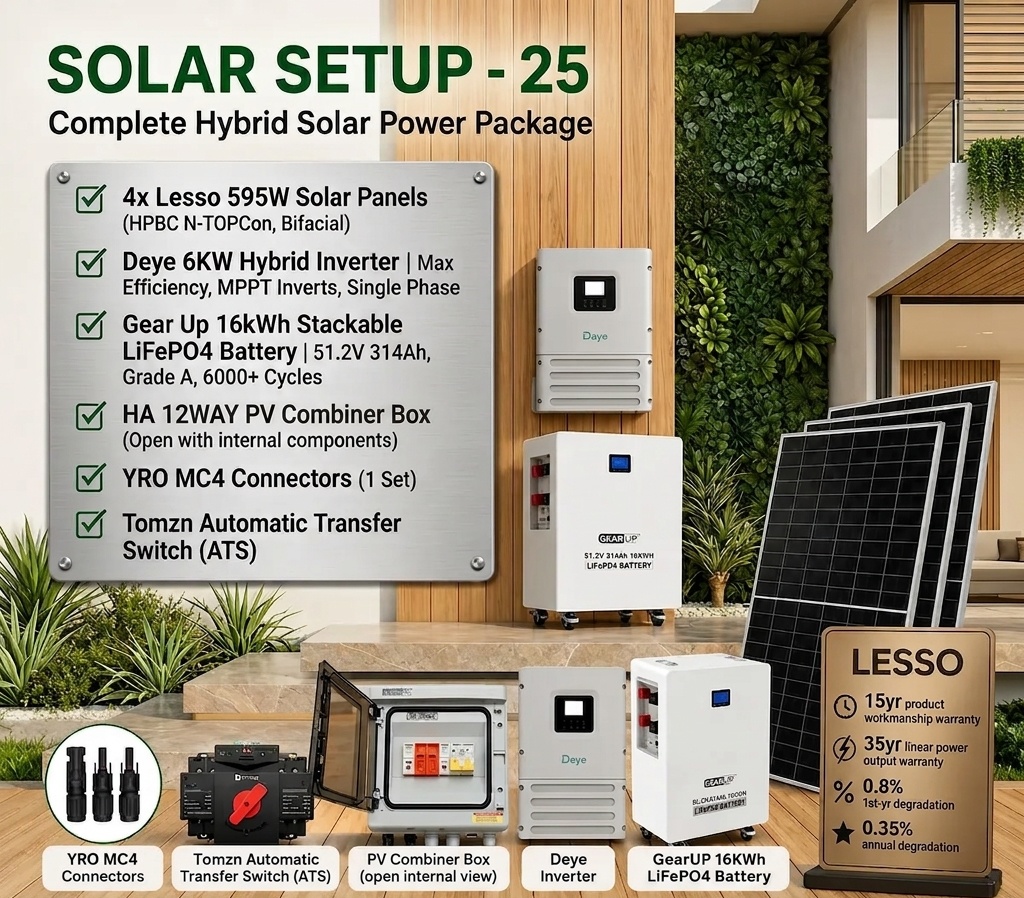 SOLAR SETUP - 25
Complete Hybrid Solar Power Package
4x Lesso 595W Solar Panels
(HPBC N-TOPCon, Bifacial)
Deye 6KW Hybrid Inverter | Max
Efficiency, MPPT Inverts, Single Phase
Gear Up 16kWh Stackable
LiFePO4 Battery | 51.2V 314Ah,
Grade A, 6000+ Cycles
HA 12WAY PV Combiner Box
(Open with internal components)
YRO MC4 Connectors (1 Set)
Tomzn Automatic Transfer
Switch (ATS)
Daye
GEAR UP
51.2V 314Ah 16KWH
LiFePD4 BATTERY
LESSO
15yr product
workmanship warranty
35yr linear power
output warranty
0.8%
1st-yr degradation
0.35%
annual degradation
Deye
YRO MC4
Connectors
Tomzn Automatic
Transfer Switch (ATS)
PV Combiner Box
(open internal view)
Deye
Inverter
GearUP 16KWh
LiFePO4 Battery